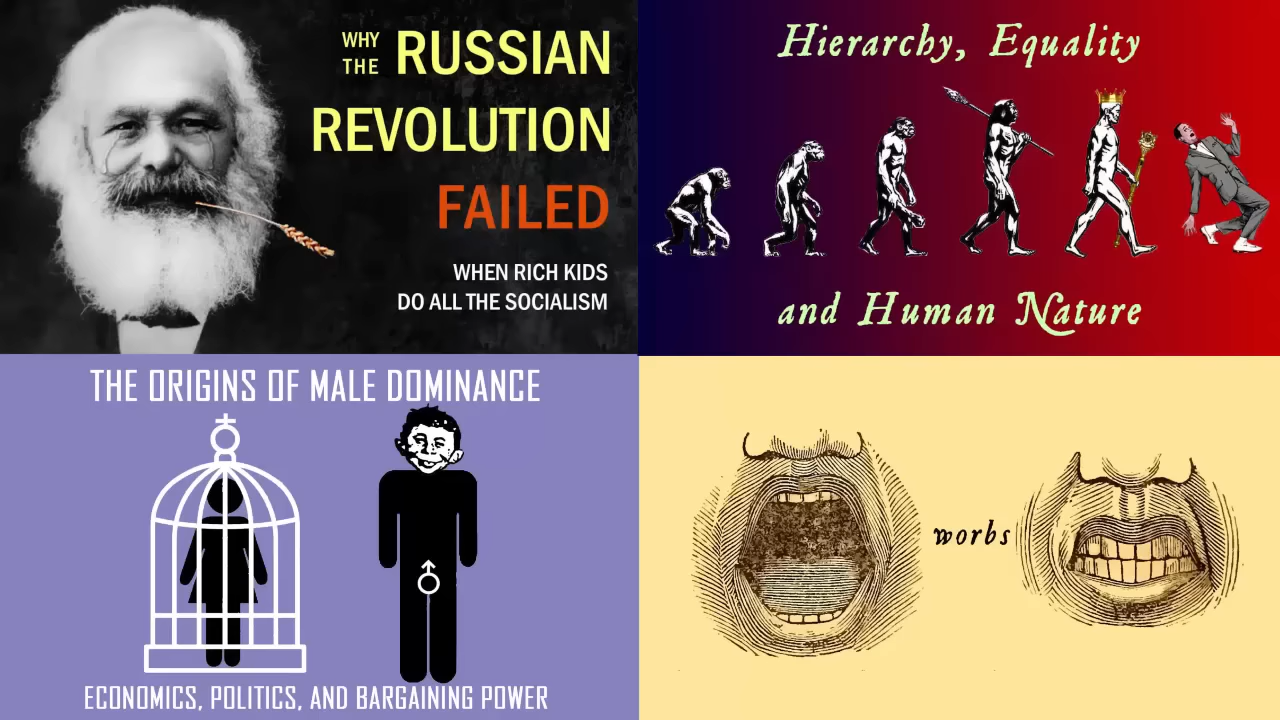 WHY THE RUSSIAN
REVOLUTION
FAILED
WHEN RICH KIDS
DO ALL THE SOCIALISM
Hierarchy, Equality
and Human Nature
THE ORIGINS OF MALE DOMINANCE
ECONOMICS, POLITICS, AND BARGAINING POWER
worbs